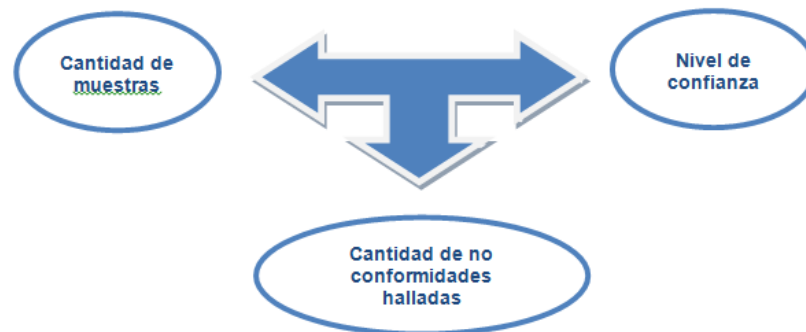 Cantidad de
muestras
Nivel de
confianza
Cantidad de no
conformidades
halladas